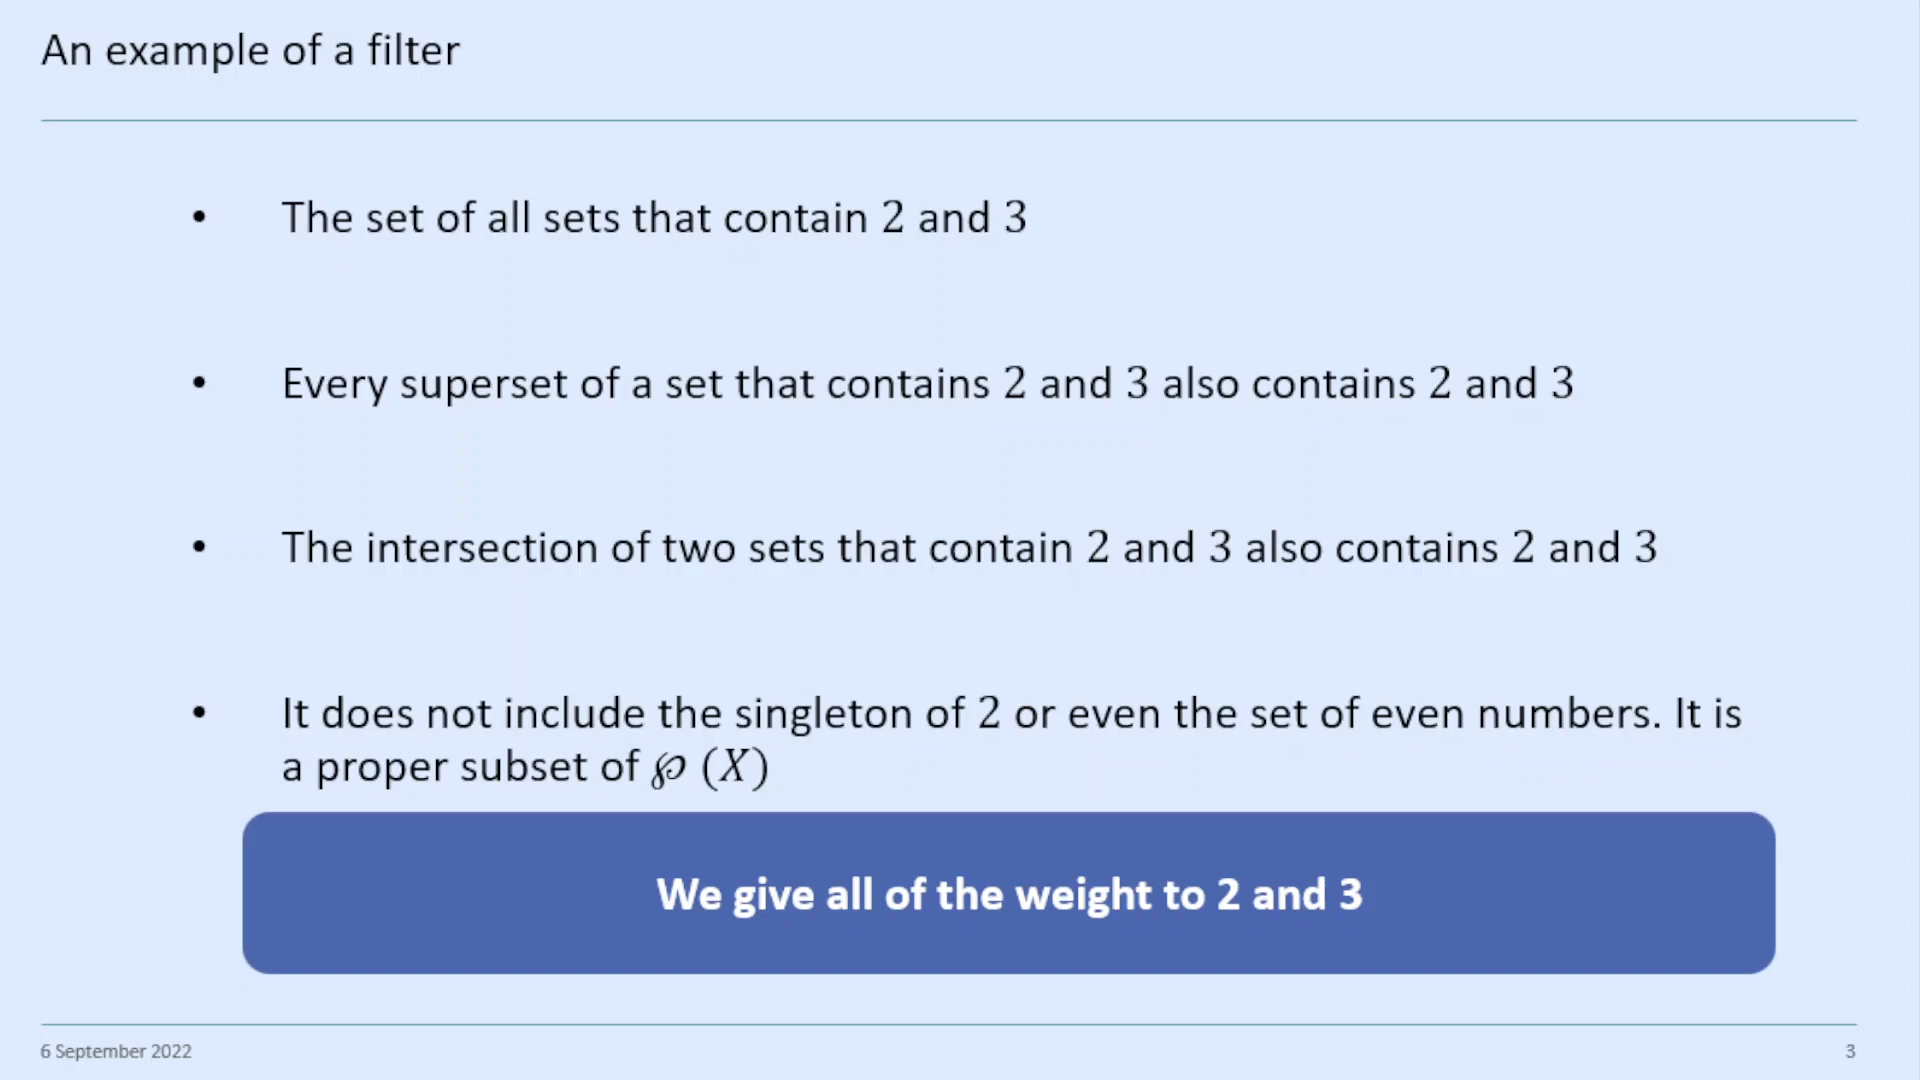 An example of a filter
• The set of all sets that contain 2 and 3
• Every superset of a set that contains 2 and 3 also contains 2 and 3
• The intersection of two sets that contain 2 and 3 also contains 2 and 3
• It does not include the singleton of 2 or even the set of even numbers. It is
a proper subset of ℘ (X)
We give all of the weight to 2 and 3
6 September 2022
3